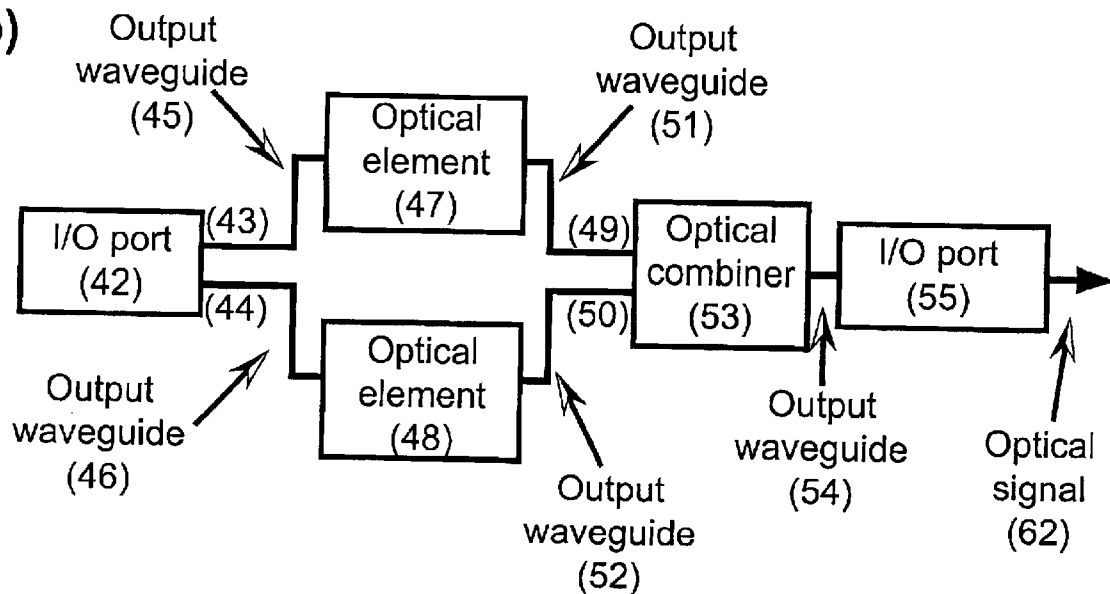 )
Output
waveguide
(45)
Optical
element
(47)
Output
waveguide
(51)
I/O port
(42)
(43)
(44)
(49)
(50)
Optical
combiner
(53)
I/O port
(55)
Output
waveguide
(46)
Optical
element
(48)
Output
waveguide
(52)
Output
waveguide
(54)
Optical
signal
(62)